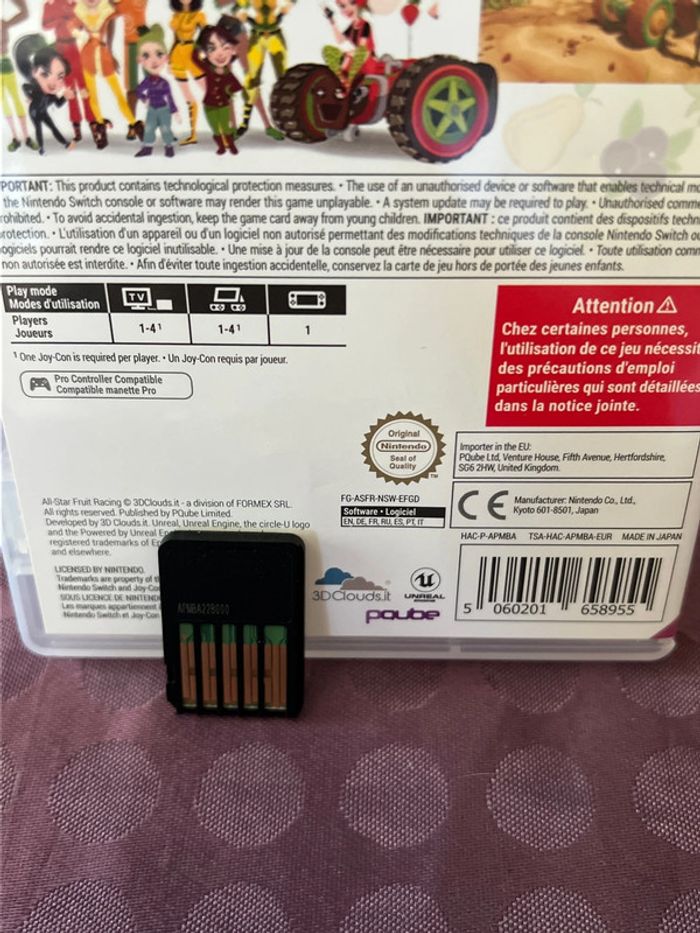 PORTANT: This product contains technological protection measures. • The use of an unauthorised device or software that enables technical
the Nintendo Switch console or software may render this game unplayable. • A system update may be required to play. • Unauthorised
rohibited. • To avoid accidental ingestion, keep the game card away from young children. IMPORTANT : ce produit contient des dispositifs
rotection. • L'utilisation d'un appareil ou d'un logiciel non autorisé permettant des modifications techniques de la console Nintendo Switch
ogiciels pourrait rendre ce logiciel inutilisable. • Une mise à jour de la console peut être nécessaire pour utiliser ce logiciel. • Toute utilisation
non autorisée est interdite. • Afin d'éviter toute ingestion accidentelle, conservez la carte de jeu hors de portée des jeunes enfants.
Play mode
Modes d'utilisation
TV
Players
Joueurs
1-4¹
1-4¹
1
¹ One Joy-Con is required per player. • Un Joy-Con requis par joueur.
Pro Controller Compatible
Compatible manette Pro
Attention
Chez certaines personnes,
l'utilisation de ce jeu nécessit
des précautions d'emploi
particulières qui sont détaillées
dans la notice jointe.
Original
Nintendo
Seal of
Quality
TM
Importer in the EU:
PQube Ltd, Venture House, Fifth Avenue, Hertfordshire,
SG6 2HW, United Kingdom.
FG-ASFR-NSW-EFGD
Software • Logiciel
EN, DE, FR, RU, ES, PT, IT
CE
Manufacturer: Nintendo Co., Ltd.,
Kyoto 601-8501, Japan
HAC-P-APMBA TSA-HAC-APMBA-EUR MADE IN JAPAN
All-Star Fruit Racing © 3DClouds.it - a division of FORMEX SRL.
All rights reserved. Published by PQube Limited.
Developed by 3D Clouds.it. Unreal, Unreal Engine, the circle-U logo
and the Powered by Unreal
registered trademarks of
and elsewhere.
LICENSED BY NINTENDO.
Trademarks are property of
Nintendo Switch and
SOUS LICENCE DE
Les marques appartiennent
Nintendo Switch et
APMBA22B000
3DClouds.it
UNREAL
PQube
5 060201 658955